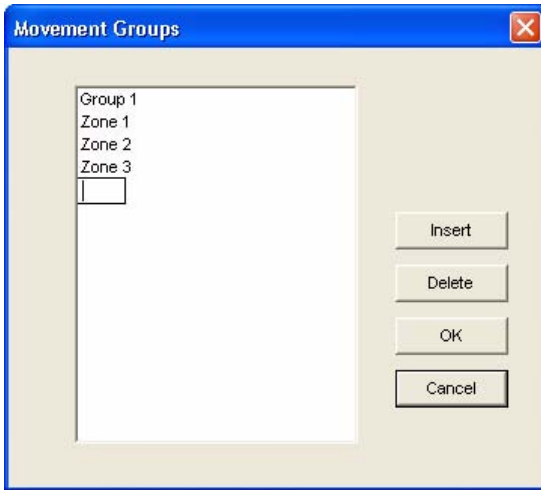 Movement Groups
Group 1
Zone 1
Zone 2
Zone 3
Insert
Delete
OK
Cancel